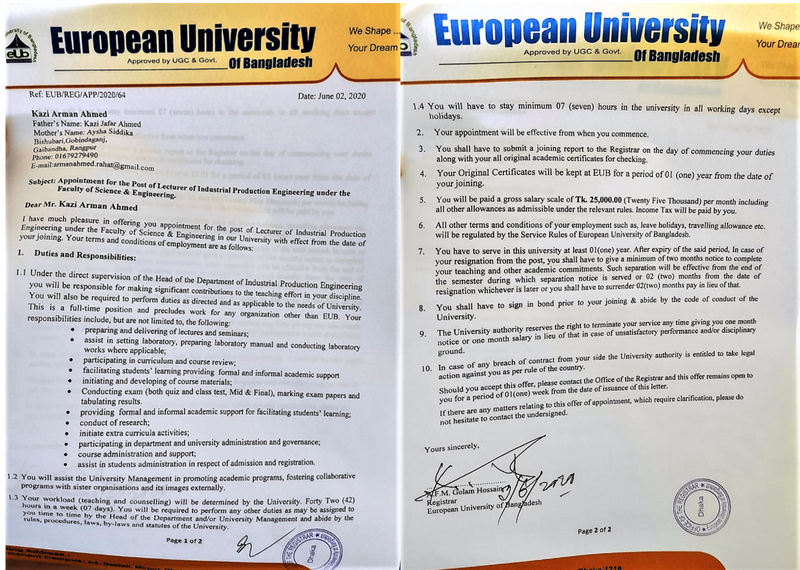 European University
Of Bangladesh
Approved by UGC & Govt.
We Shape ..
Your Dream
EUB
Ref: EUB/REG/APP/2020/64
Date: June 02, 2020
Kazi Arman Ahmed
Father's Name: Kazi Jafar Ahmed
Mother's Name: Aysha Siddika
Bishubari,Gobindaganj,
Gaibandha, Rangpur
Phone: 01679279490
E-mail:armanahmed.rahat@gmail.com
Subject: Appointment for the Post of Lecturer of Industrial Production Engineering under the
Faculty of Science & Engineering.
Dear Mr. Kazi Arman Ahmed
I have much pleasure in offering you appointment for the post of Lecturer of Industrial Production
Engineering under the Faculty of Science & Engineering in our University with effect from the date of
your joining. Your terms and conditions of employment are as follows:
1. Duties and Responsibilities:
1.1 Under the direct supervision of the Head of the Department of Industrial Production Engineering
you will be responsible for making significant contributions to the teaching effort in your discipline.
You will also be required to perform duties as directed and as applicable to the needs of University.
This is a full-time position and precludes work for any organization other than EUB. Your
responsibilities include, but are not limited to, the following:
• preparing and delivering of lectures and seminars;
• assist in setting laboratory, preparing laboratory manual and conducting laboratory
works where applicable;
• participating in curriculum and course review;
• facilitating students' learning providing formal and informal academic support
• initiating and developing of course materials;
• Conducting exam (both quiz and class test, Mid & Final), marking exam papers and
tabulating results.
• providing formal and informal academic support for facilitating students' learning;
• conduct of research;
• initiate extra curricula activities;
• participating in department and university administration and governance;
• course administration and support;
• assist in students administration in respect of admission and registration.
1.2 You will assist the University Management in promoting academic programs, fostering collaborative
programs with sister organisations and its images externally.
1.3 Your workload (teaching and counselling) will be determined by the University. Forty Two (42)
hours in a week (07 days). You will be required to perform any other duties as may be assigned to
you time to time by the Head of the Department and/or University Management and abide by the
rules, procedures, laws, by-laws and statutes of the University.
Page 1 of 2
OF THE REGISTRAR
Dhaka
European University
Of Bangladesh
Approved by UGC & Govt.
We Shape
Your Dream
1.4 You will have to stay minimum 07 (seven) hours in the university in all working days except
holidays.
2. Your appointment will be effective from when you commence.
3. You shall have to submit a joining report to the Registrar on the day of commencing your duties
along with your all original academic certificates for checking.
4. Your Original Certificates will be kept at EUB for a period of 01 (one) year from the date of
your joining.
5. You will be paid a gross salary scale of Tk. 25,000.00 (Twenty Five Thousand) per month including
all other allowances as admissible under the relevant rules. Income Tax will be paid by you.
6. All other terms and conditions of your employment such as, leave holidays, travelling allowance etc.
will be regulated by the Service Rules of European University of Bangladesh.
7. You have to serve in this university at least 01(one) year. After expiry of the said period, In case of
your resignation from the post, you shall have to give a minimum of two months notice to complete
your teaching and other academic commitments. Such separation will be effective from the end of
the semester during which separation notice is served or 02 (two) months from the date of
resignation whichever is later or you shall have to surrender 02(two) months pay in lieu of that.
8. You shall have to sign in bond prior to your joining & abide by the code of conduct of the
University.
9. The University authority reserves the right to terminate your service any time giving you one month
notice or one month salary in lieu of that in case of unsatisfactory performance and/or disciplinary
ground.
10. In case of any breach of contract from your side the University authority is entitled to take legal
action against you as per rule of the country.
Should you accept this offer, please contact the Office of the Registrar and this offer remains open to
you for a period of 01(one) week from the date of issuance of this letter.
If there are any matters relating to this offer of appointment, which require clarification, please do
not hesitate to contact the undersigned.
Yours sincerely,
A.F.M. Golam Hossain
Registrar
European University of Bangladesh
OFFICE OF THE REGISTRAR
Dhaka
Page 2 of 2
Dhaka-1216